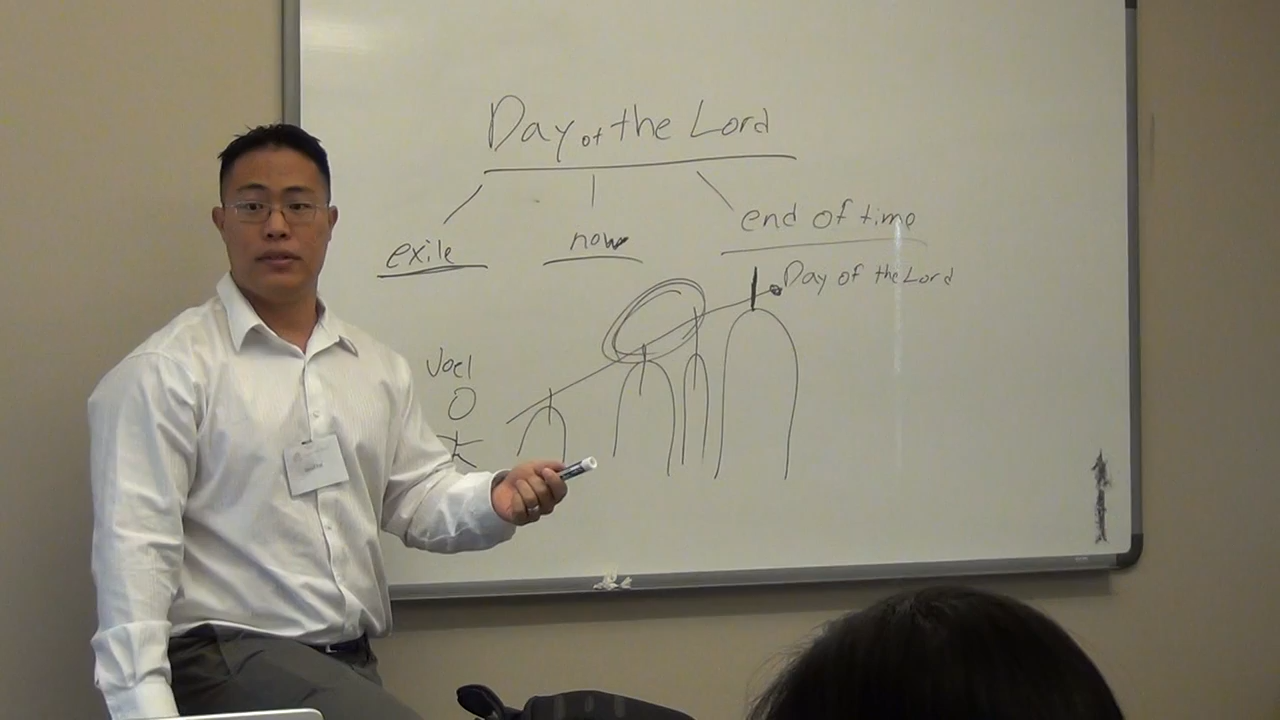 Day of the Lord
exile
now
end of time
Day of the Lord
Joel